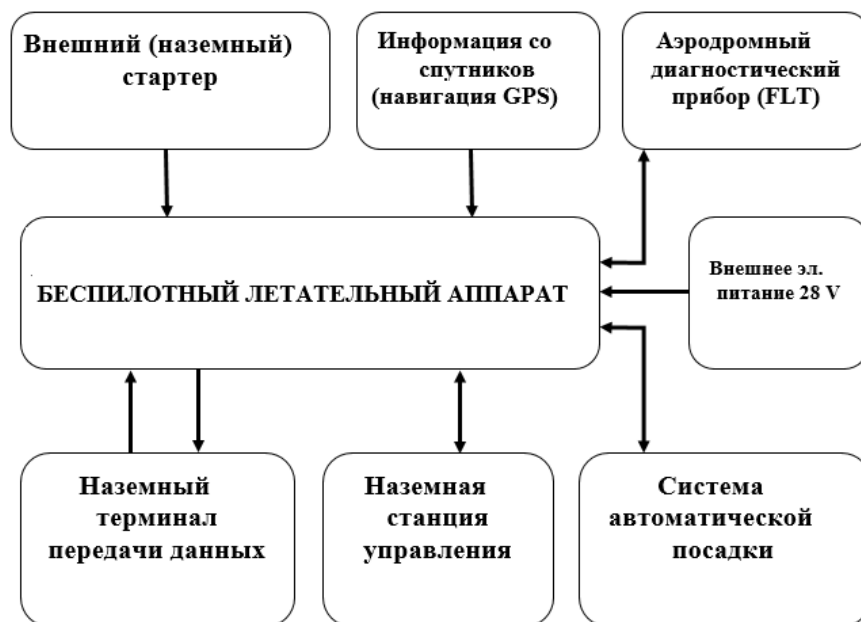 Внешний (наземный)
стартер
Информация со
спутников
(навигация GPS)
Аэродромный
диагностический
прибор (FLT)
БЕСПИЛОТНЫЙ ЛЕТАТЕЛЬНЫЙ АППАРАТ
Внешнее эл.
питание 28 V
Наземный
терминал
передачи данных
Наземная
станция
управления
Система
автоматической
посадки